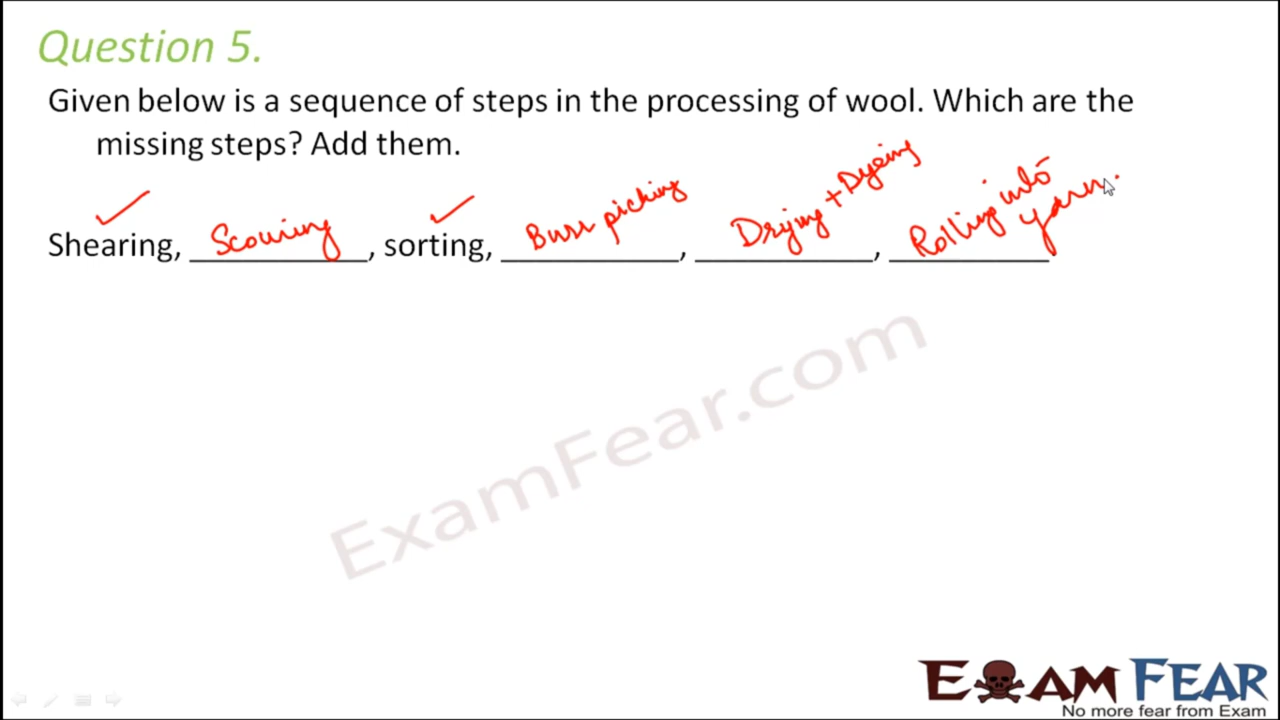 Question 5.
Given below is a sequence of steps in the processing of wool. Which are the
missing steps? Add them.
Shearing, Scouring, sorting, Burr picking, Drying + Dyeing, Rolling into yarn.
ExamFear.com
EXAM FEAR
No more fear from Exam